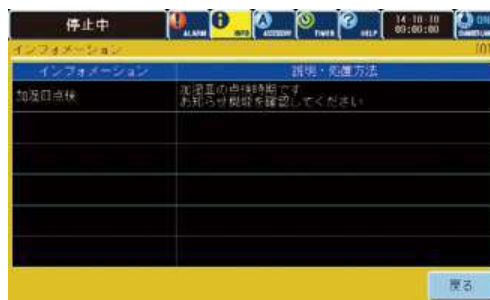 停止中
ALARM INFO ACCESSORY TIMER HELP
14-10-10
00:00:00
インフォメーション
インフォメーション 説明・処置方法
加湿皿点検 加湿皿の点検時期です
お知らせ機能を確認してください
戻る